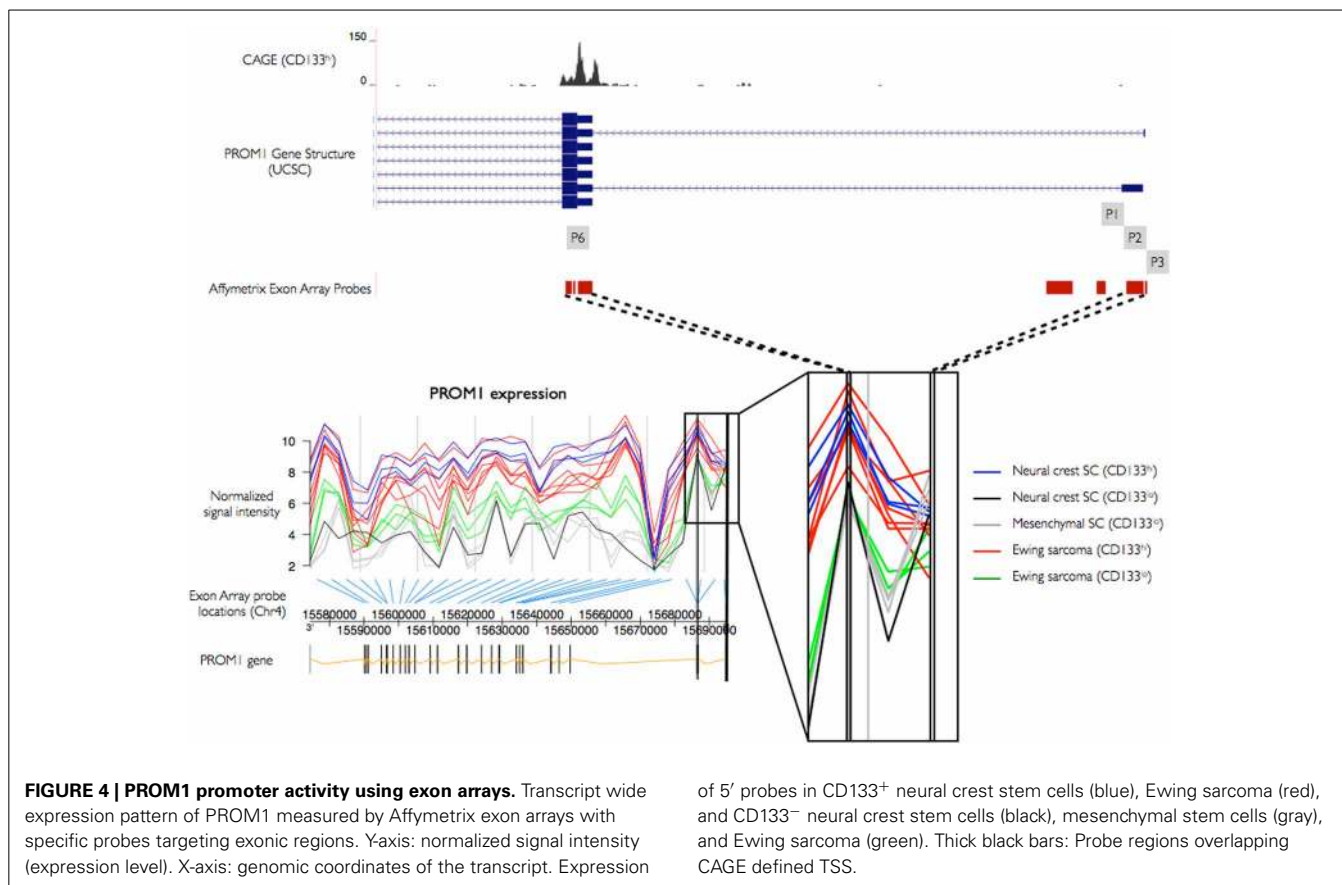 150
CAGE (CD133ʰⁱ)
0
PROM1 Gene Structure
(UCSC)
P1
P6
P2
P3
Affymetrix Exon Array Probes
PROM1 expression
10
8
Normalized
signal intensity
6
4
2
Neural crest SC (CD133ʰⁱ)
Neural crest SC (CD133ˡᵒ)
Mesenchymal SC (CD133ˡᵒ)
Ewing sarcoma (CD133ʰⁱ)
Ewing sarcoma (CD133ˡᵒ)
Exon Array probe
locations (Chr4)
15580000 15600000 15620000 15640000 15660000 15680000
3'
15590000 15610000 15630000 15650000 15670000 15690000
PROM1 gene
FIGURE 4 | PROM1 promoter activity using exon arrays. Transcript wide
expression pattern of PROM1 measured by Affymetrix exon arrays with
specific probes targeting exonic regions. Y-axis: normalized signal intensity
(expression level). X-axis: genomic coordinates of the transcript. Expression
of 5′ probes in CD133⁺ neural crest stem cells (blue), Ewing sarcoma (red),
and CD133⁻ neural crest stem cells (black), mesenchymal stem cells (gray),
and Ewing sarcoma (green). Thick black bars: Probe regions overlapping
CAGE defined TSS.